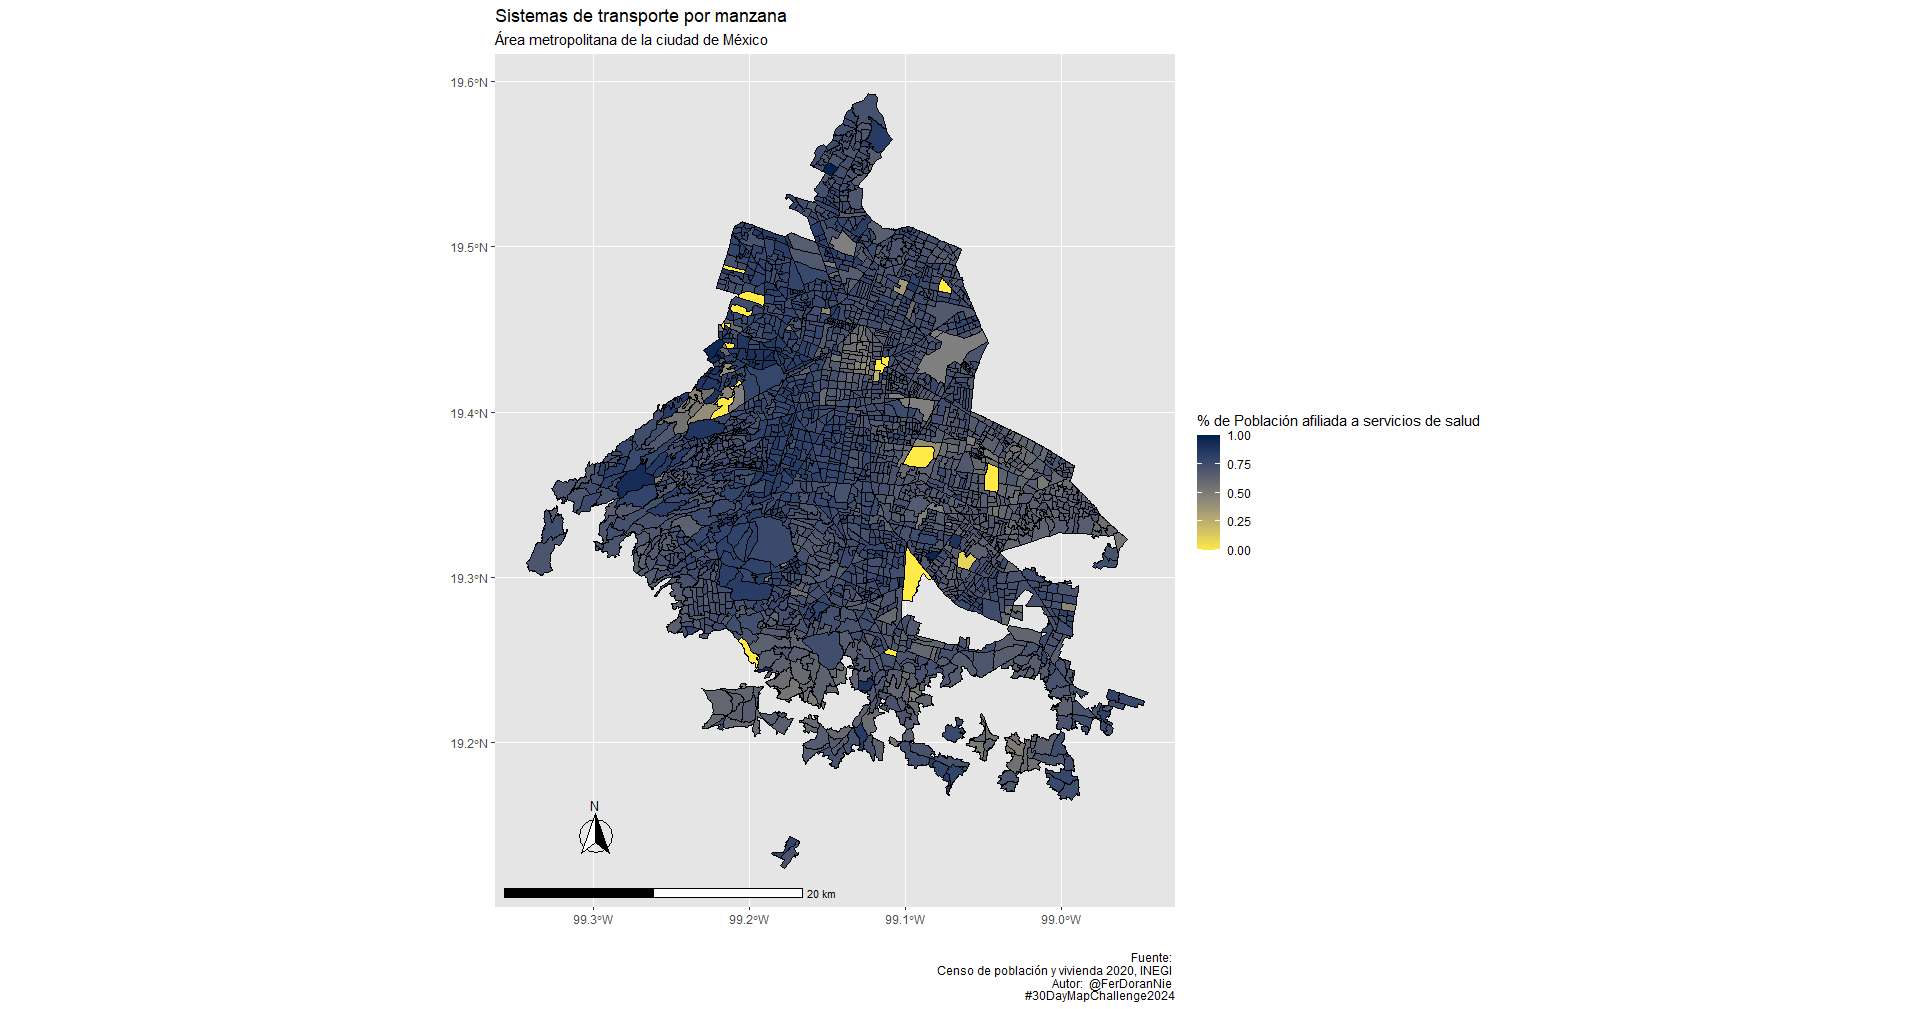 Sistemas de transporte por manzana
Área metropolitana de la ciudad de México
19.6°N
19.5°N
19.4°N
19.3°N
19.2°N
99.3°W
99.2°W
99.1°W
99.0°W
N
20 km
% de Población afiliada a servicios de salud
1.00
0.75
0.50
0.25
0.00
Fuente:
Censo de población y vivienda 2020, INEGI
Autor: @FerDoranNie
#30DayMapChallenge2024